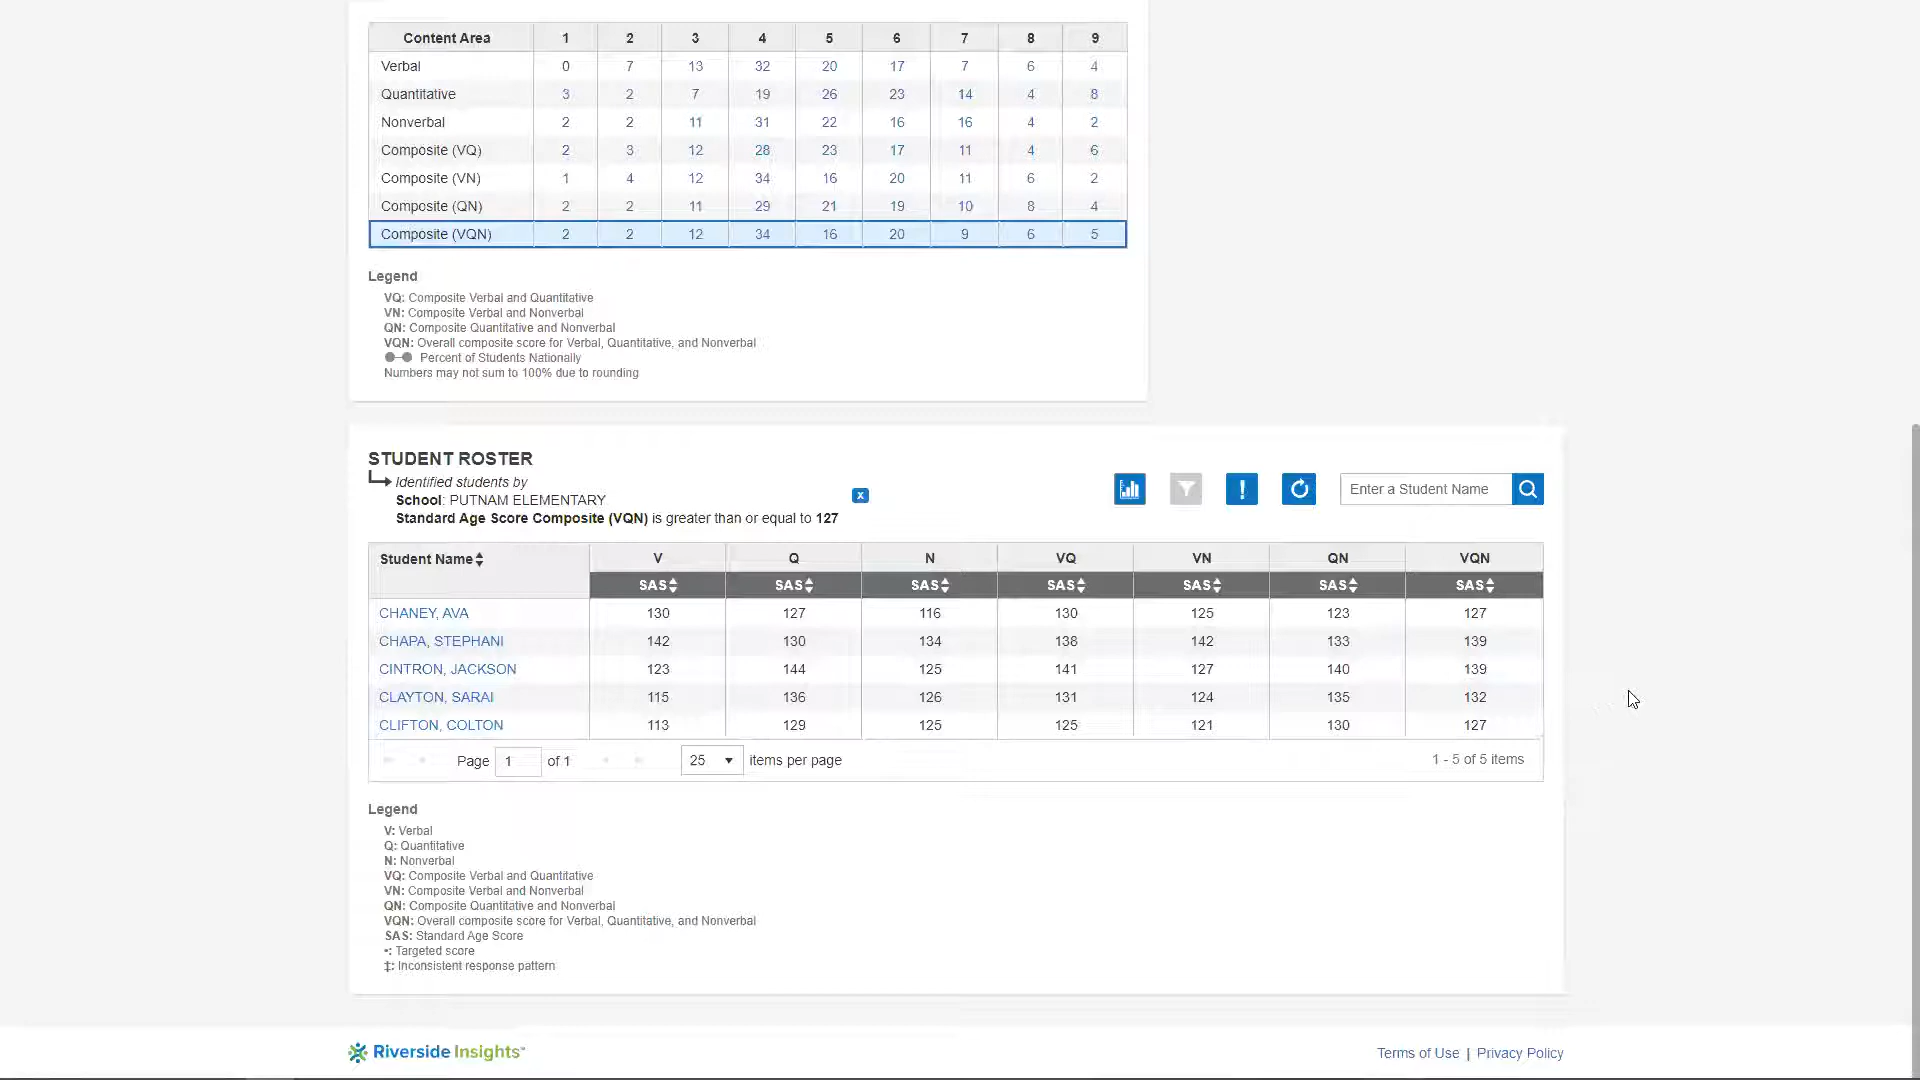 Content Area 1 2 3 4 5 6 7 8 9
Verbal 0 7 13 32 20 17 7 6 4
Quantitative 3 2 7 19 26 23 14 4 8
Nonverbal 2 2 11 31 22 16 16 4 2
Composite (VQ) 2 3 12 28 23 17 11 4 6
Composite (VN) 1 4 12 34 16 20 11 6 2
Composite (QN) 2 2 11 29 21 19 10 8 4
Composite (VQN) 2 2 12 34 16 20 9 6 5
Legend
VQ: Composite Verbal and Quantitative
VN: Composite Verbal and Nonverbal
QN: Composite Quantitative and Nonverbal
VQN: Overall composite score for Verbal, Quantitative, and Nonverbal
Percent of Students Nationally
Numbers may not sum to 100% due to rounding
STUDENT ROSTER
Identified students by
School: PUTNAM ELEMENTARY
x
Standard Age Score Composite (VQN) is greater than or equal to 127
Enter a Student Name
Student Name V Q N VQ VN QN VQN
SAS SAS SAS SAS SAS SAS SAS
CHANEY, AVA 130 127 116 130 125 123 127
CHAPA, STEPHANI 142 130 134 138 142 133 139
CINTRON, JACKSON 123 144 125 141 127 140 139
CLAYTON, SARAI 115 136 126 131 124 135 132
CLIFTON, COLTON 113 129 125 125 121 130 127
Page 1 of 1 25 items per page 1 - 5 of 5 items
Legend
V: Verbal
Q: Quantitative
N: Nonverbal
VQ: Composite Verbal and Quantitative
VN: Composite Verbal and Nonverbal
QN: Composite Quantitative and Nonverbal
VQN: Overall composite score for Verbal, Quantitative, and Nonverbal
SAS: Standard Age Score
•: Targeted score
‡: Inconsistent response pattern
Riverside Insights™
Terms of Use | Privacy Policy